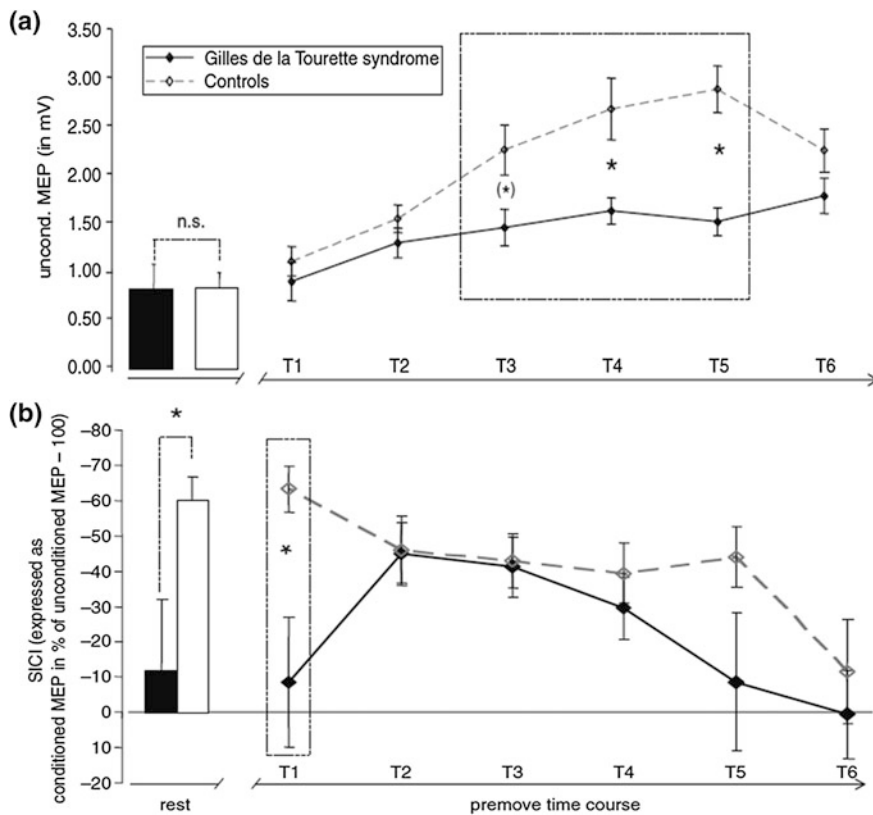 (a)
3.50
3.00
2.50
2.00
1.50
1.00
0.50
0.00
uncond. MEP (in mV)
Gilles de la Tourette syndrome
Controls
n.s.
(*)
*
*
T1 T2 T3 T4 T5 T6
(b)
–80
–70
–60
–50
–40
–30
–20
–10
0
10
–20
SICI (expressed as
conditioned MEP in % of unconditioned MEP – 100)
*
*
T1 T2 T3 T4 T5 T6
rest premove time course